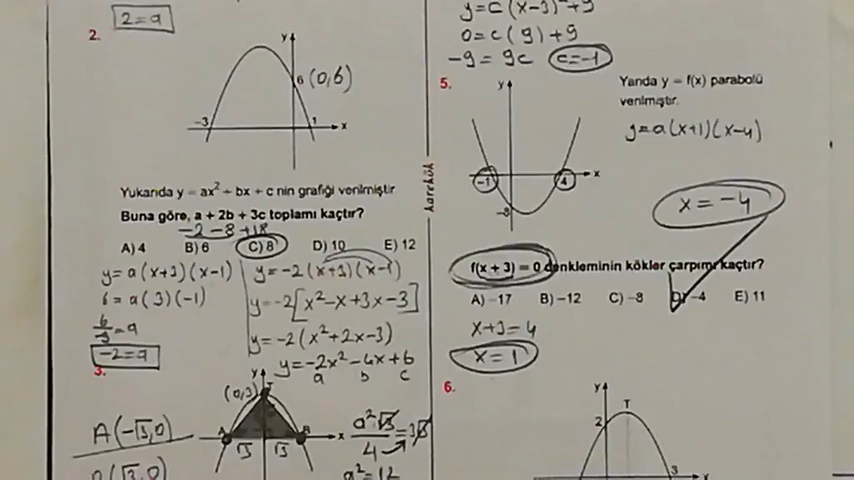 2 = a
2.
y
6 (0,6)
-3
1
x
Yukarıda y = ax² + bx + c nin grafiği verilmiştir
Buna göre, a + 2b + 3c toplamı kaçtır?
-2 - 8 + 18
A) 4 B) 6 C) 8 D) 10 E) 12
y = a(x+3)(x-1)
6 = a(3)(-1)
6/-3 = a
-2 = a
y = -2(x+3)(x-1)
y = -2[x² - x + 3x - 3]
y = -2(x² + 2x - 3)
y = -2x² - 4x + 6
a b c
3.
y
(0,3) T
A B x
√3 √3
A(-√3,0)
B(√3,0)
a²·√3/4 = 3√3
a² = 12
karekök
y = c(x-3)² + 9
0 = c(9) + 9
-9 = 9c c = -1
5.
y
Yanda y = f(x) parabolü
verilmiştir.
y = a(x+1)(x-4)
-1 4 x
x = -4
f(x + 3) = 0 denkleminin kökler çarpımı kaçtır?
A) -17 B) -12 C) -8 D) -4 E) 11
x+3 = 4
x = 1
6.
y
T
2
3
x